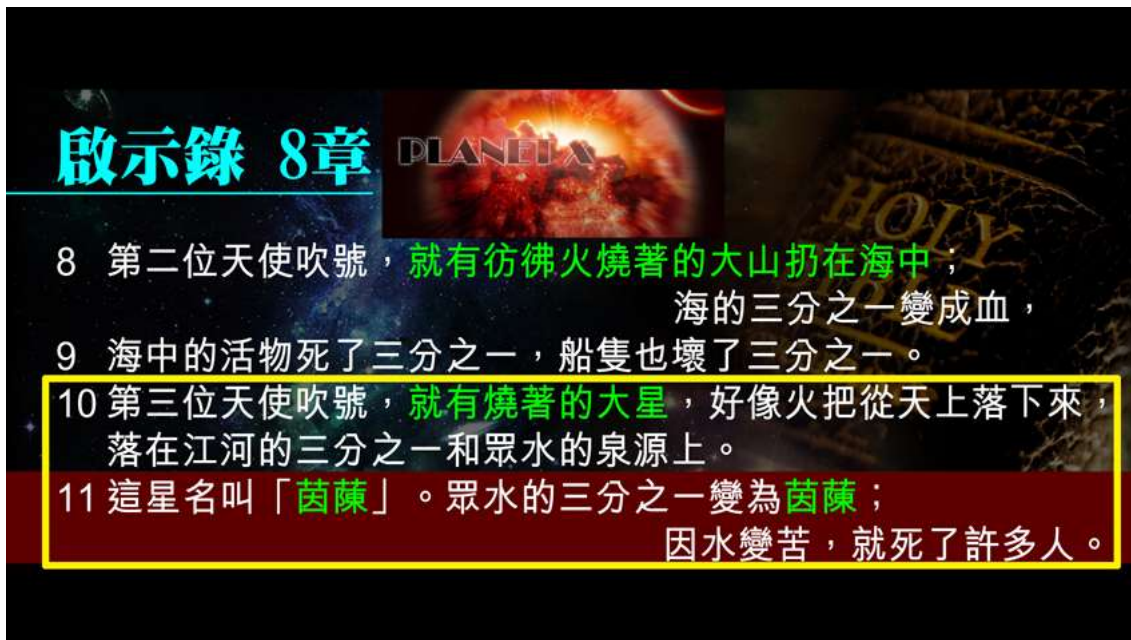 啟示錄 8章
PLANET X
HOLY
BIBLE
8 第二位天使吹號，就有彷彿火燒著的大山扔在海中；
海的三分之一變成血，
9 海中的活物死了三分之一，船隻也壞了三分之一。
10 第三位天使吹號，就有燒著的大星，好像火把從天上落下來，
落在江河的三分之一和眾水的泉源上。
11 這星名叫「茵蔯」。眾水的三分之一變為茵蔯；
因水變苦，就死了許多人。